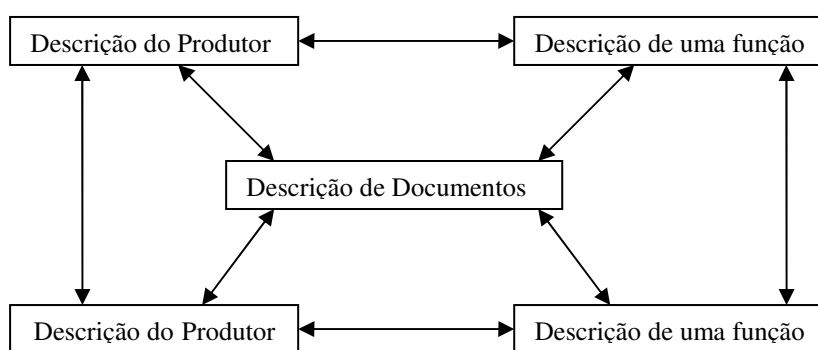 Descrição do Produtor
Descrição de uma função
Descrição de Documentos
Descrição do Produtor
Descrição de uma função